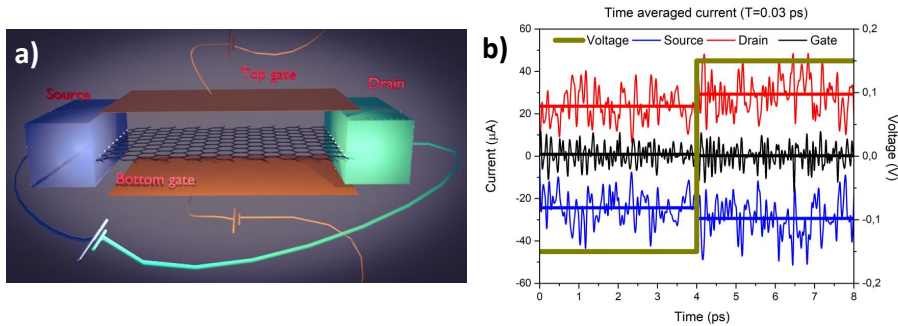 a)
Top gate
Drain
Source
Bottom gate
b)
Time averaged current (T=0.03 ps)
Voltage
Source
Drain
Gate
60
40
20
0
-20
-40
-60
Current (μA)
0,2
0,1
0,0
-0,1
-0,2
Voltage (V)
0
1
2
3
4
5
6
7
8
Time (ps)